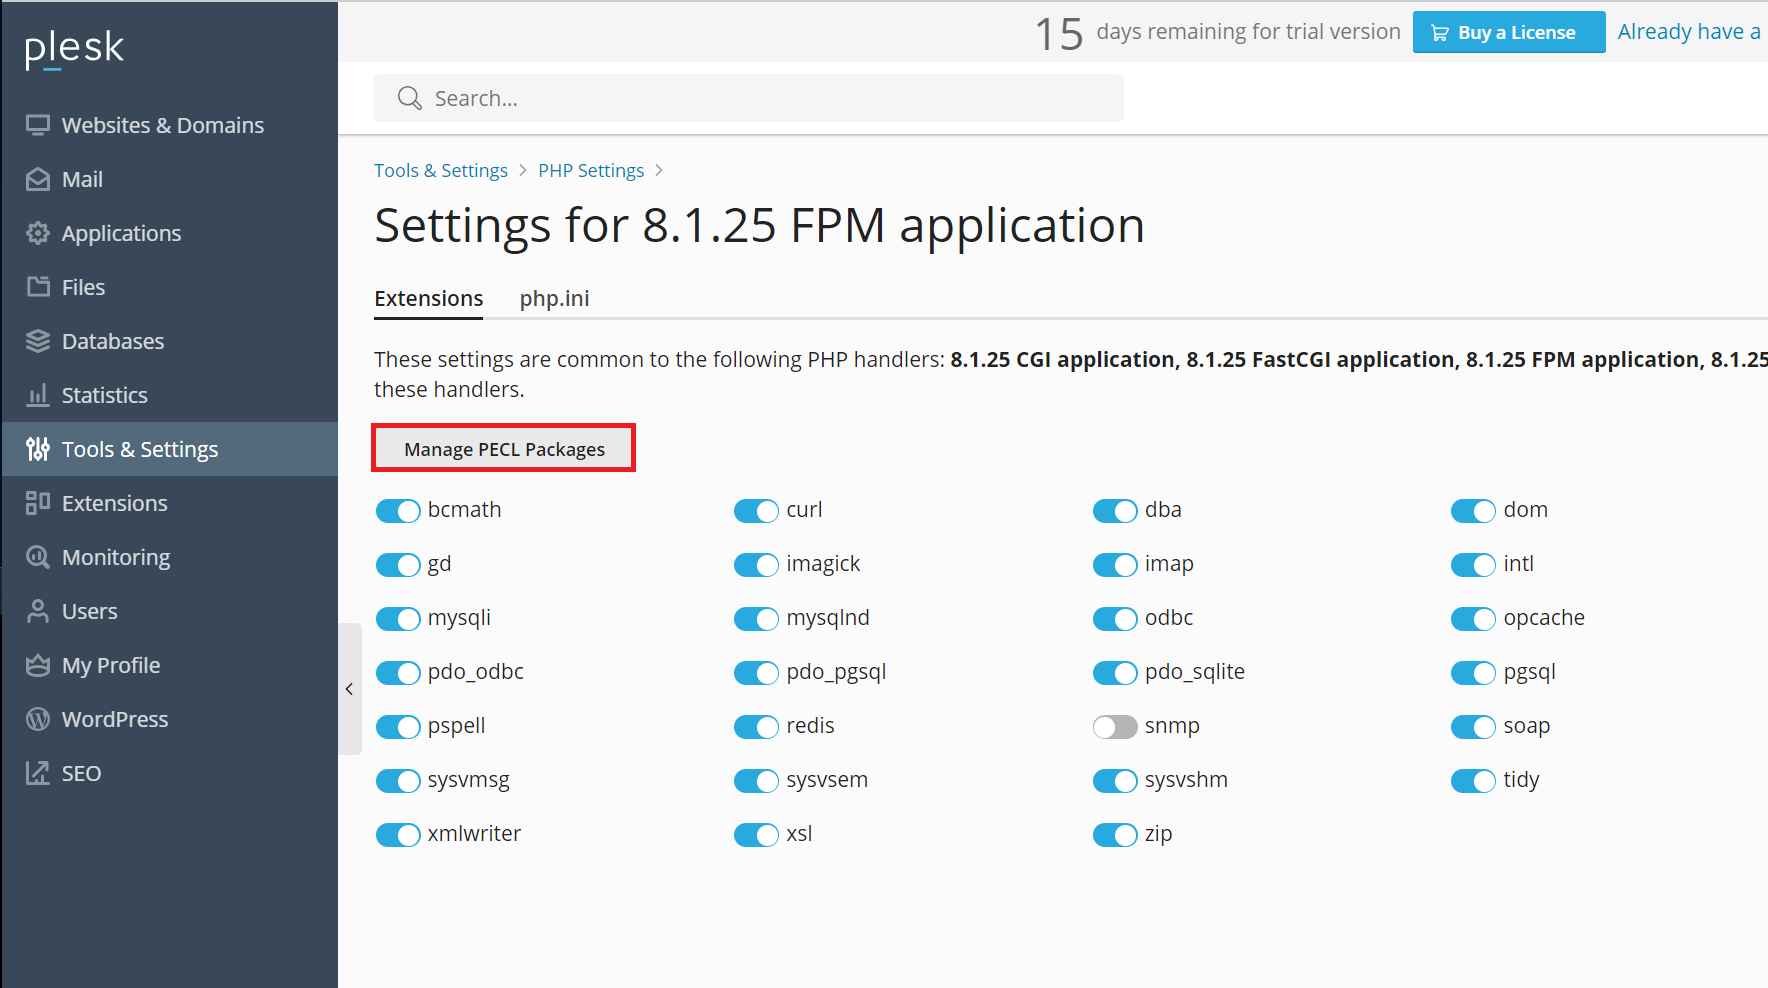 plesk
15 days remaining for trial version Buy a License Already have a
Search...
Websites & Domains
Mail
Applications
Files
Databases
Statistics
Tools & Settings
Extensions
Monitoring
Users
My Profile
WordPress
SEO
Tools & Settings > PHP Settings >
Settings for 8.1.25 FPM application
Extensions php.ini
These settings are common to the following PHP handlers: 8.1.25 CGI application, 8.1.25 FastCGI application, 8.1.25 FPM application, 8.1.25
these handlers.
Manage PECL Packages
bcmath curl dba dom
gd imagick imap intl
mysqli mysqlnd odbc opcache
pdo_odbc pdo_pgsql pdo_sqlite pgsql
pspell redis snmp soap
sysvmsg sysvsem sysvshm tidy
xmlwriter xsl zip